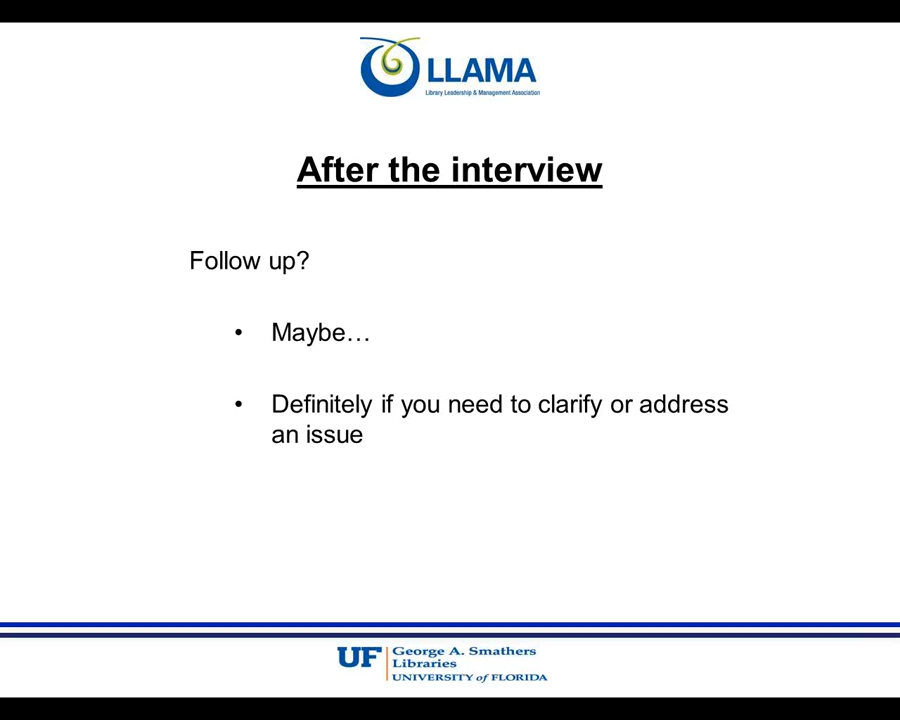 LLAMA
Library Leadership & Management Association
After the interview
Follow up?
• Maybe…
• Definitely if you need to clarify or address
an issue
UF
George A. Smathers
Libraries
UNIVERSITY of FLORIDA